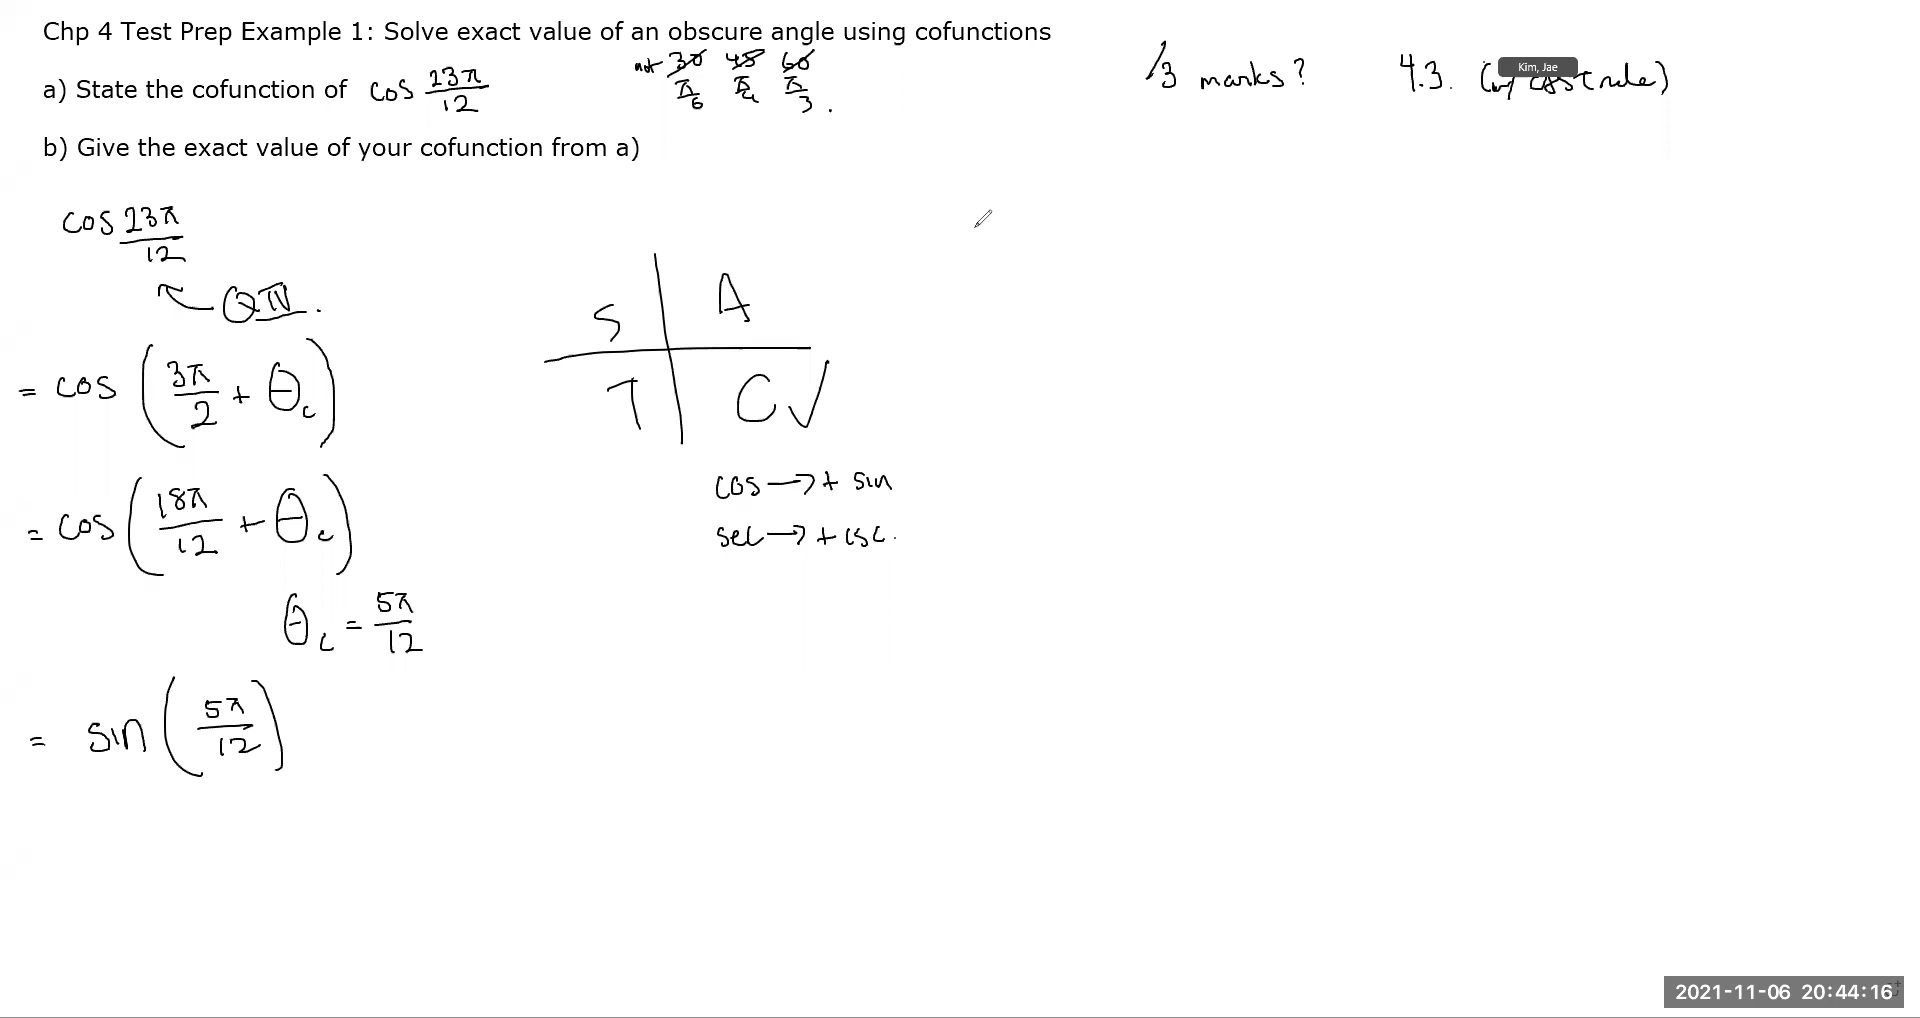 Chp 4 Test Prep Example 1: Solve exact value of an obscure angle using cofunctions
not 30 45 60
π/6 π/4 π/3 .
/3 marks?
4.3. (w/ cast rule)
Kim, Jae
a) State the cofunction of cos 23π/12
b) Give the exact value of your cofunction from a)
cos 23π/12
QIV.
= cos (3π/2 + θc)
= cos (18π/12 + θc)
θc = 5π/12
= sin (5π/12)
S A
T C✓
cos → + sin
sec → + csc.
2021-11-06 20:44:16